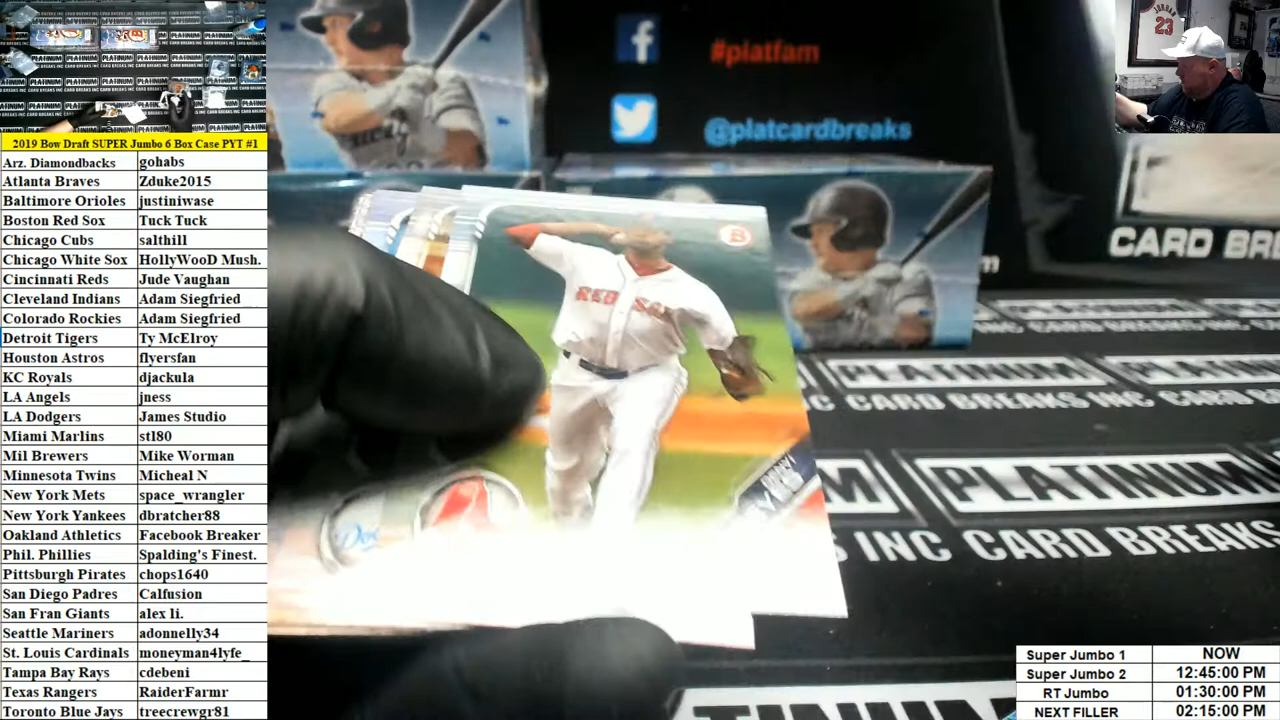 2019 Bow Draft SUPER Jumbo 6 Box Case PYT #1
Arz. Diamondbacks gohabs
Atlanta Braves Zduke2015
Baltimore Orioles justiniwase
Boston Red Sox Tuck Tuck
Chicago Cubs salthill
Chicago White Sox HollyWooD Mush.
Cincinnati Reds Jude Vaughan
Cleveland Indians Adam Siegfried
Colorado Rockies Adam Siegfried
Detroit Tigers Ty McElroy
Houston Astros flyersfan
KC Royals djackula
LA Angels jness
LA Dodgers James Studio
Miami Marlins stl80
Mil Brewers Mike Worman
Minnesota Twins Micheal N
New York Mets space_wrangler
New York Yankees dbratcher88
Oakland Athletics Facebook Breaker
Phil. Phillies Spalding's Finest.
Pittsburgh Pirates chops1640
San Diego Padres Calfusion
San Fran Giants alex li.
Seattle Mariners adonnelly34
St. Louis Cardinals moneyman4lyfe_
Tampa Bay Rays cdebeni
Texas Rangers RaiderFarmr
Toronto Blue Jays treecrewgr81
#platfa
@platcardbreaks
CARD BRE
JORDAN
23
RED SOX
B
PLATINUM
INC CARD BREAKS
PLATINUM
INC CARD BREAKS
Super Jumbo 1 NOW
Super Jumbo 2 12:45:00 PM
RT Jumbo 01:30:00 PM
NEXT FILLER 02:15:00 PM